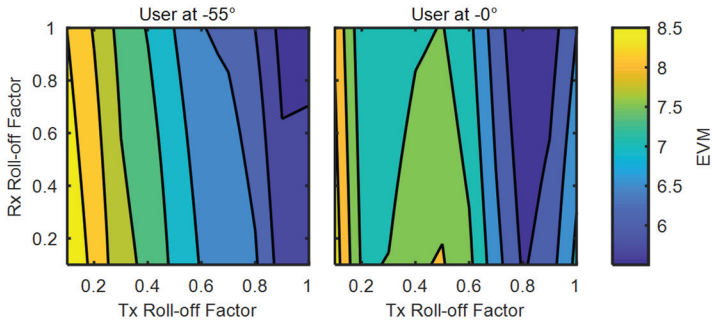 User at -55°
User at -0°
Rx Roll-off Factor
1
0.8
0.6
0.4
0.2
0.2 0.4 0.6 0.8 1
Tx Roll-off Factor
0.2 0.4 0.6 0.8 1
Tx Roll-off Factor
8.5
8
7.5
7
6.5
6
EVM